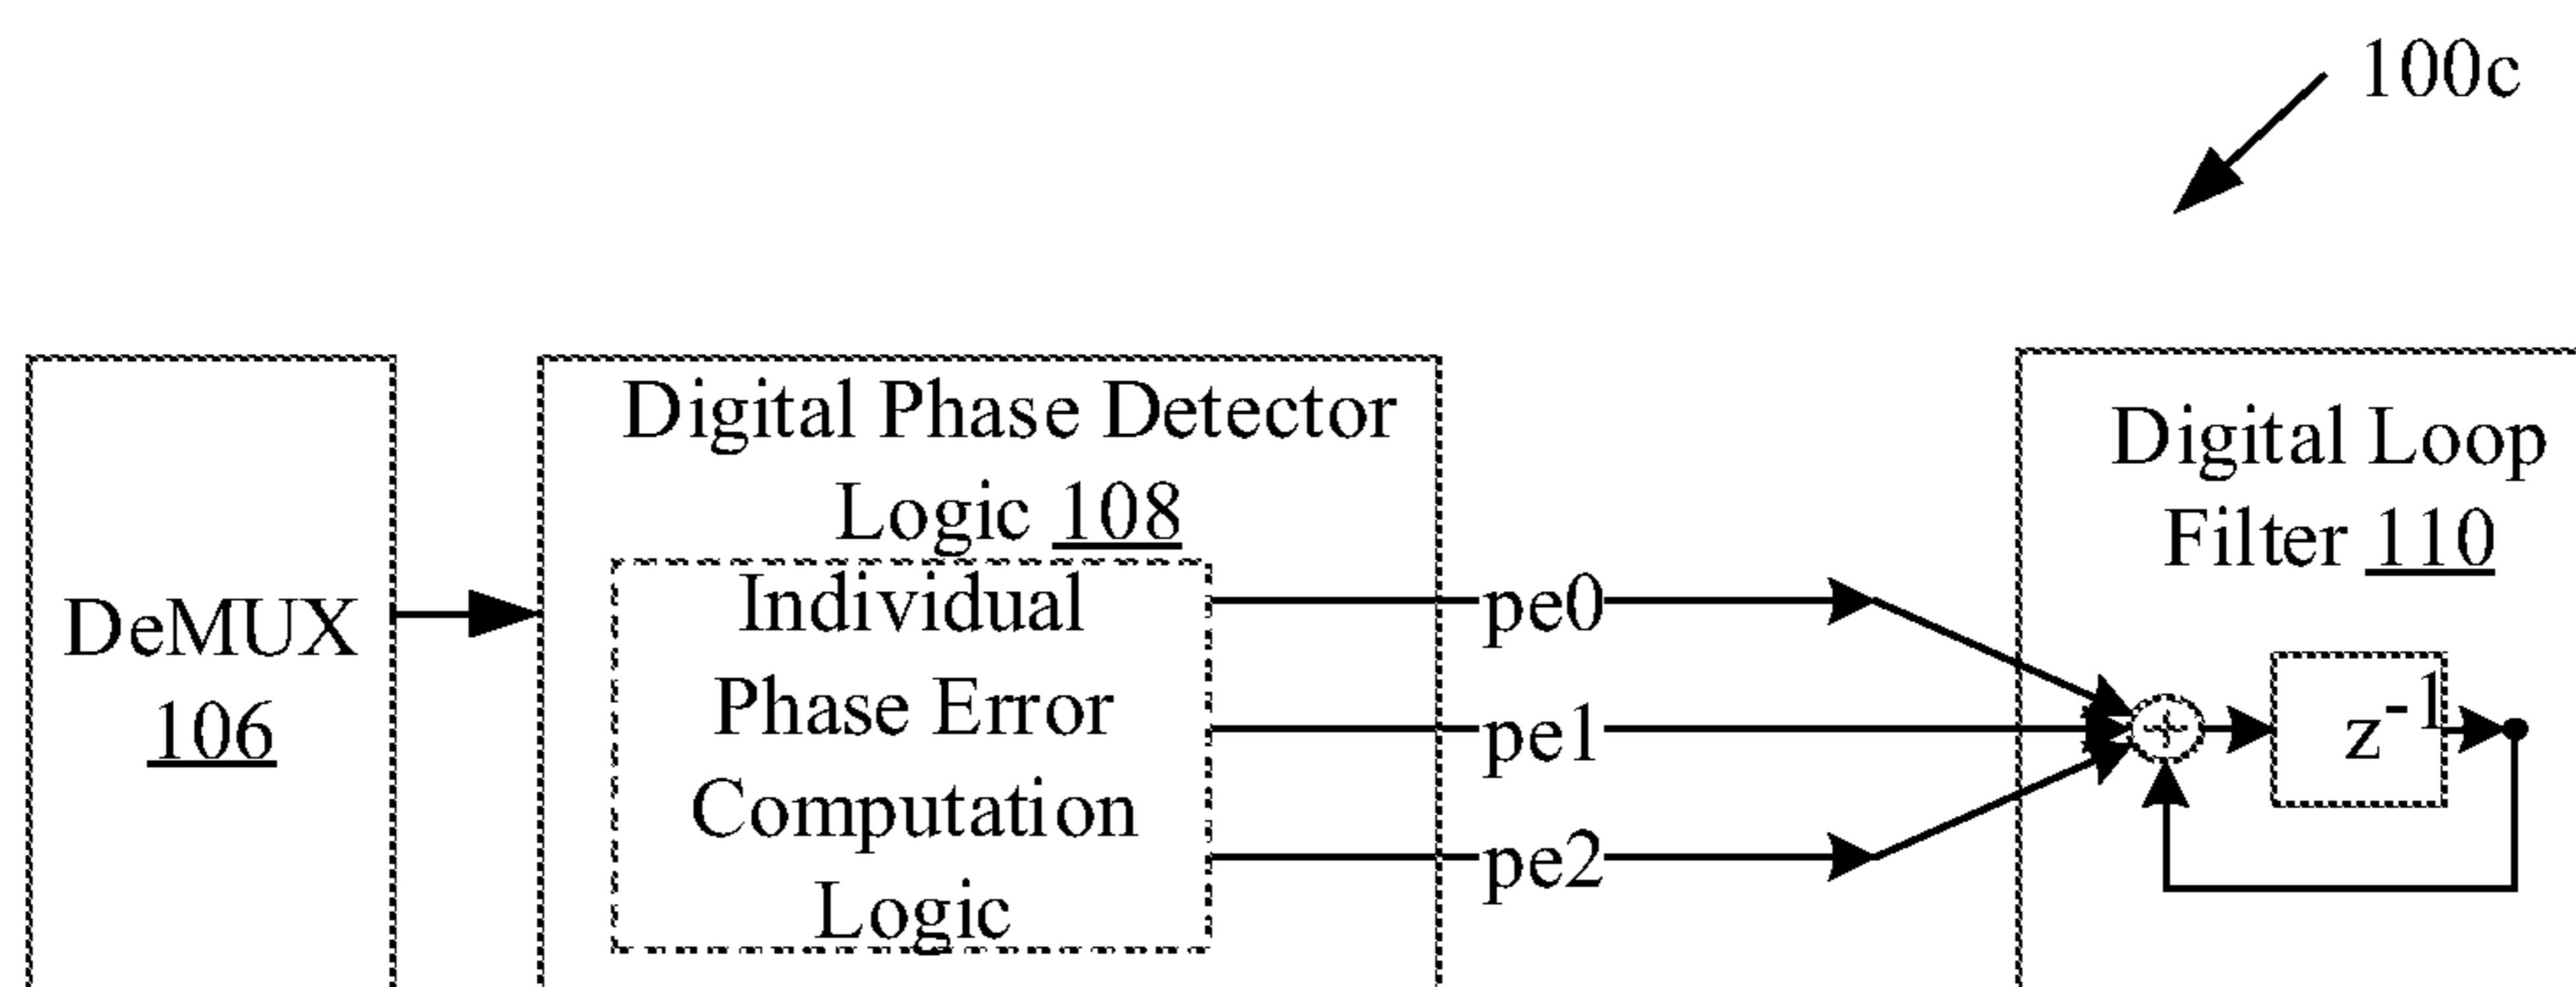 100c
DeMUX
106
Digital Phase Detector
Logic 108
Individual
Phase Error
Computation
Logic
pe0
pe1
pe2
Digital Loop
Filter 110
+
z-1